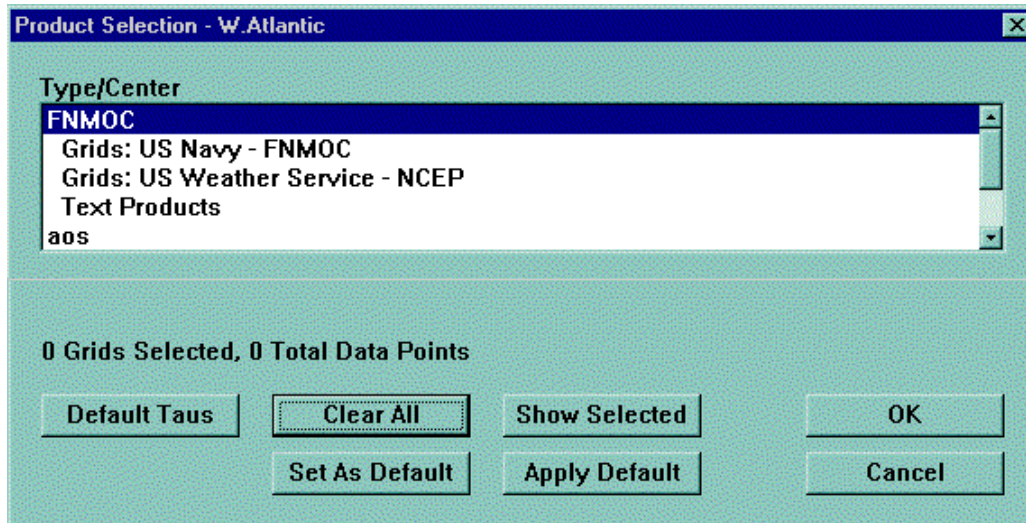 Product Selection - W.Atlantic
Type/Center
FNMOC
Grids: US Navy - FNMOC
Grids: US Weather Service - NCEP
Text Products
aos
0 Grids Selected, 0 Total Data Points
Default Taus Clear All Show Selected OK
Set As Default Apply Default Cancel